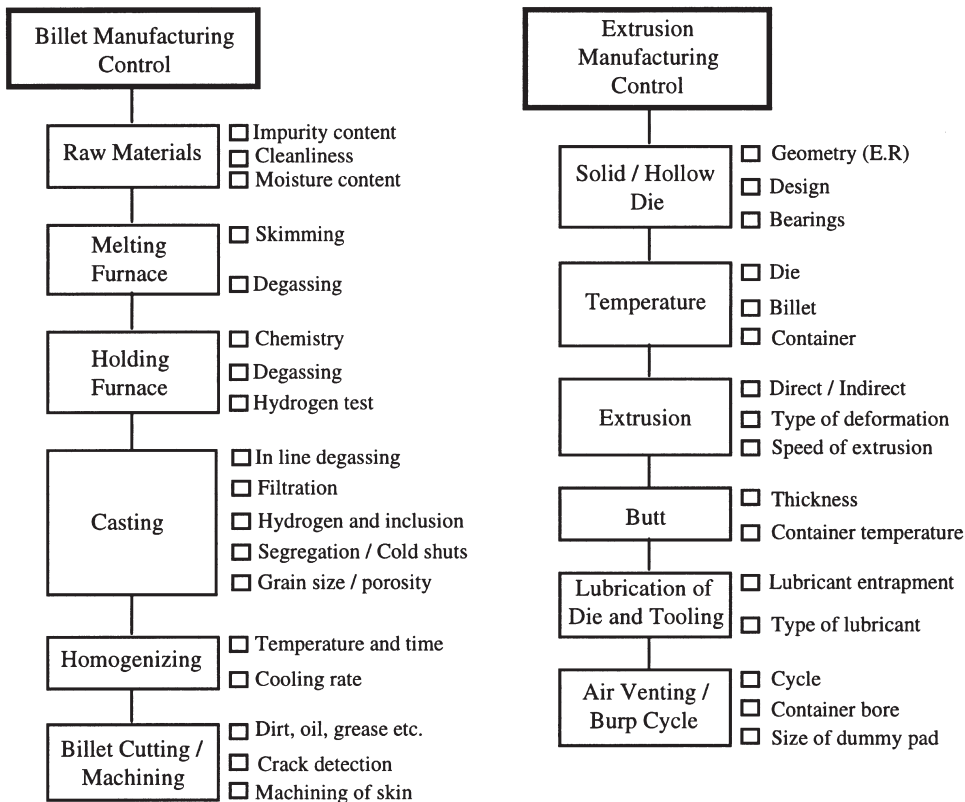 Billet Manufacturing
Control
Raw Materials
Impurity content
Cleanliness
Moisture content
Melting
Furnace
Skimming
Degassing
Holding
Furnace
Chemistry
Degassing
Hydrogen test
Casting
In line degassing
Filtration
Hydrogen and inclusion
Segregation / Cold shuts
Grain size / porosity
Homogenizing
Temperature and time
Cooling rate
Billet Cutting /
Machining
Dirt, oil, grease etc.
Crack detection
Machining of skin
Extrusion
Manufacturing
Control
Solid / Hollow
Die
Geometry (E.R)
Design
Bearings
Temperature
Die
Billet
Container
Extrusion
Direct / Indirect
Type of deformation
Speed of extrusion
Butt
Thickness
Container temperature
Lubrication of
Die and Tooling
Lubricant entrapment
Type of lubricant
Air Venting /
Burp Cycle
Cycle
Container bore
Size of dummy pad